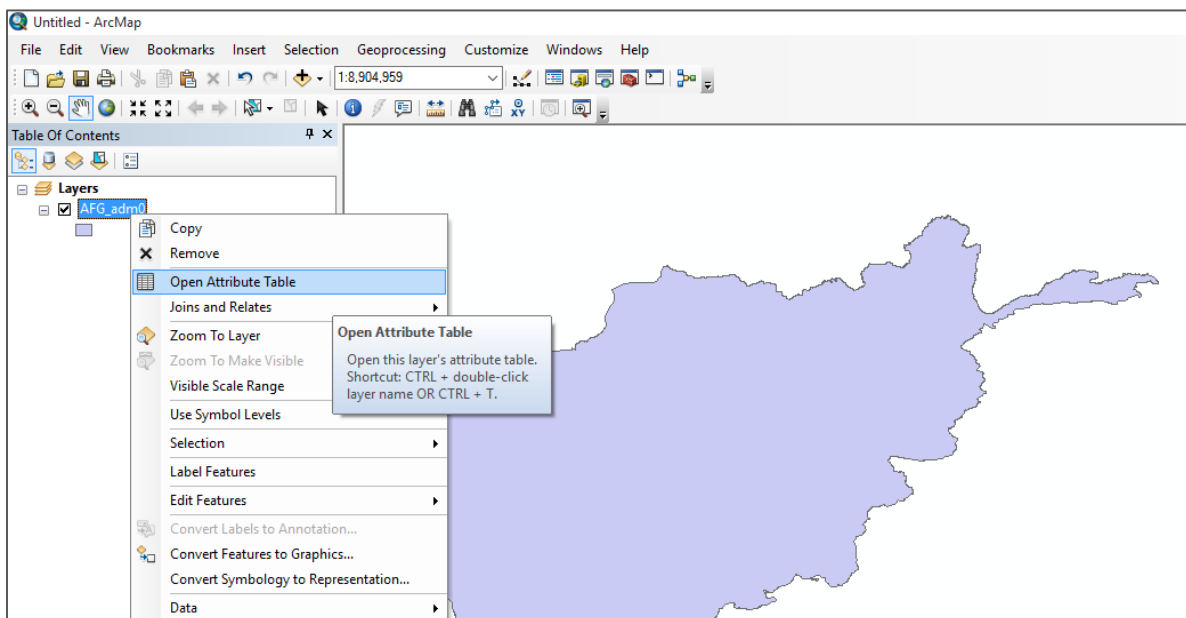 Untitled - ArcMap
File Edit View Bookmarks Insert Selection Geoprocessing Customize Windows Help
1:8,904,959
Table Of Contents
Layers
AFG_adm0
Copy
Remove
Open Attribute Table
Joins and Relates
Zoom To Layer
Zoom To Make Visible
Visible Scale Range
Use Symbol Levels
Selection
Label Features
Edit Features
Convert Labels to Annotation...
Convert Features to Graphics...
Convert Symbology to Representation...
Data
Open Attribute Table
Open this layer's attribute table.
Shortcut: CTRL + double-click
layer name OR CTRL + T.